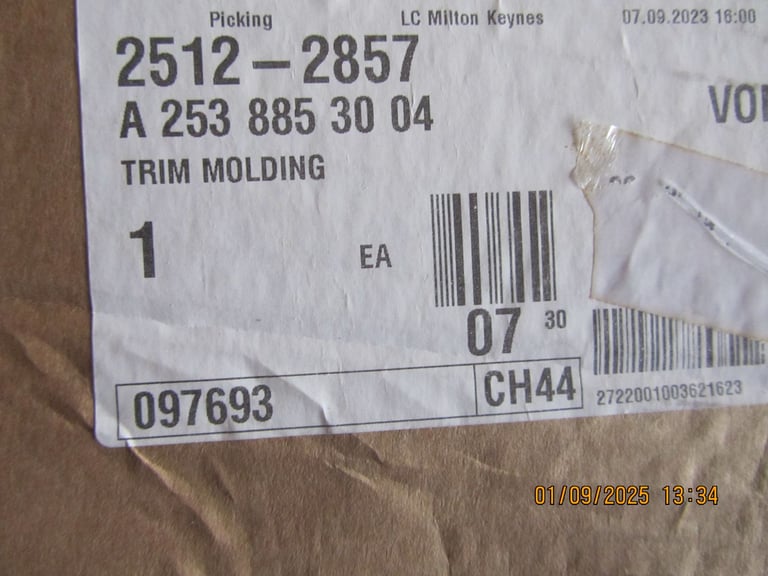 Picking LC Milton Keynes 07.09.2023 16:00
2512 – 2857
A 253 885 30 04
TRIM MOLDING
1 EA
07 30
097693 CH44
2722001003621623
01/09/2025 13:34